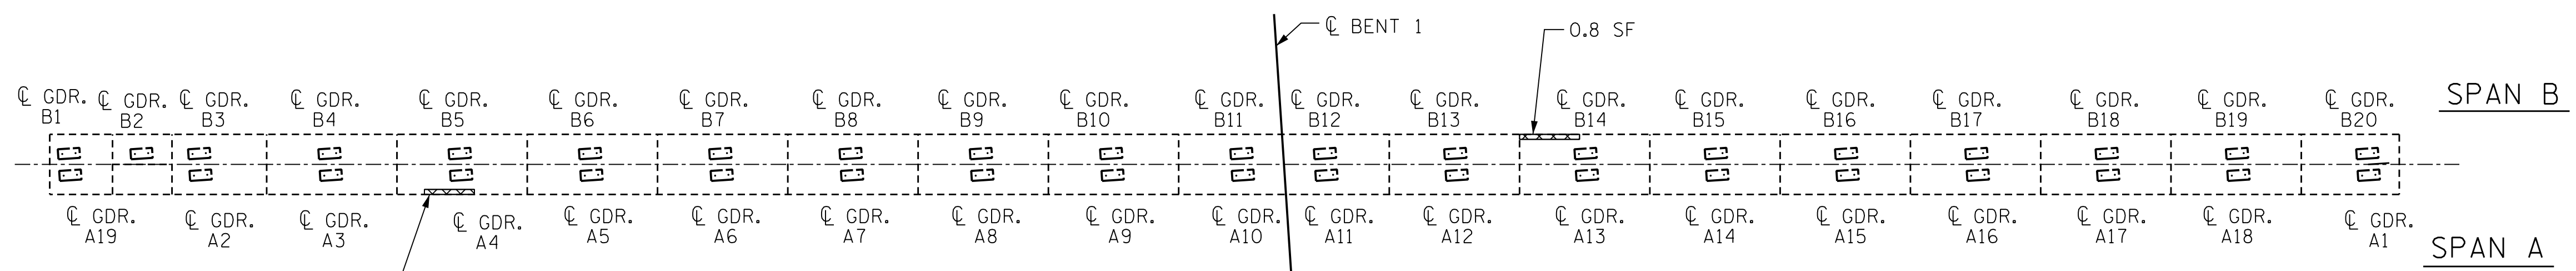 ℄ BENT 1
0.8 SF
SPAN B
℄ GDR.
B1
℄ GDR.
B2
℄ GDR.
B3
℄ GDR.
B4
℄ GDR.
B5
℄ GDR.
B6
℄ GDR.
B7
℄ GDR.
B8
℄ GDR.
B9
℄ GDR.
B10
℄ GDR.
B11
℄ GDR.
B12
℄ GDR.
B13
℄ GDR.
B14
℄ GDR.
B15
℄ GDR.
B16
℄ GDR.
B17
℄ GDR.
B18
℄ GDR.
B19
℄ GDR.
B20
℄ GDR.
A19
℄ GDR.
A2
℄ GDR.
A3
℄ GDR.
A4
℄ GDR.
A5
℄ GDR.
A6
℄ GDR.
A7
℄ GDR.
A8
℄ GDR.
A9
℄ GDR.
A10
℄ GDR.
A11
℄ GDR.
A12
℄ GDR.
A13
℄ GDR.
A14
℄ GDR.
A15
℄ GDR.
A16
℄ GDR.
A17
℄ GDR.
A18
℄ GDR.
A1
SPAN A